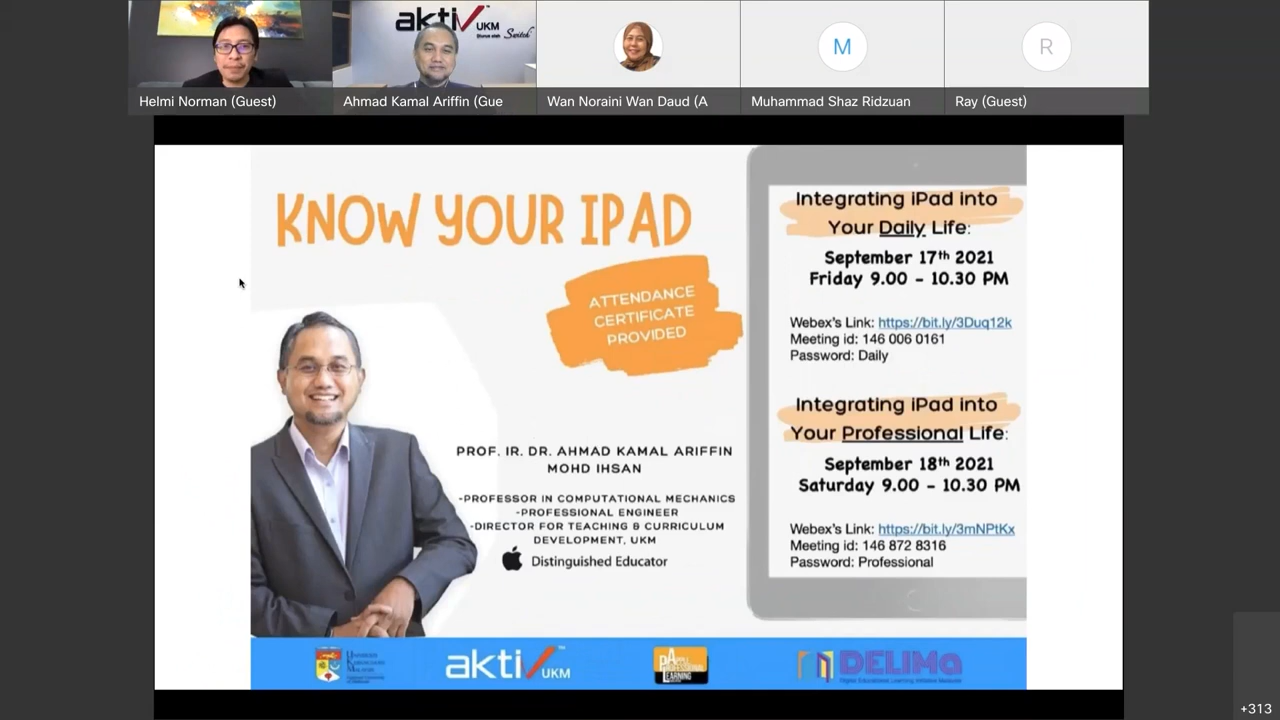 aktiv UKM
Switch
Helmi Norman (Guest)
Ahmad Kamal Ariffin (Gue
Wan Noraini Wan Daud (A
M
Muhammad Shaz Ridzuan
R
Ray (Guest)
KNOW YOUR IPAD
ATTENDANCE
CERTIFICATE
PROVIDED
PROF. IR. DR. AHMAD KAMAL ARIFFIN
MOHD IHSAN
-PROFESSOR IN COMPUTATIONAL MECHANICS
-PROFESSIONAL ENGINEER
-DIRECTOR FOR TEACHING & CURRICULUM
DEVELOPMENT, UKM
Distinguished Educator
Integrating iPad into
Your Daily Life:
September 17th 2021
Friday 9.00 – 10.30 PM
Webex's Link: https://bit.ly/3Duq12k
Meeting id: 146 006 0161
Password: Daily
Integrating iPad into
Your Professional Life:
September 18th 2021
Saturday 9.00 – 10.30 PM
Webex's Link: https://bit.ly/3mNPtKx
Meeting id: 146 872 8316
Password: Professional
aktiv UKM
APPLE
PROFESSIONAL
LEARNING
DELIMa
+313